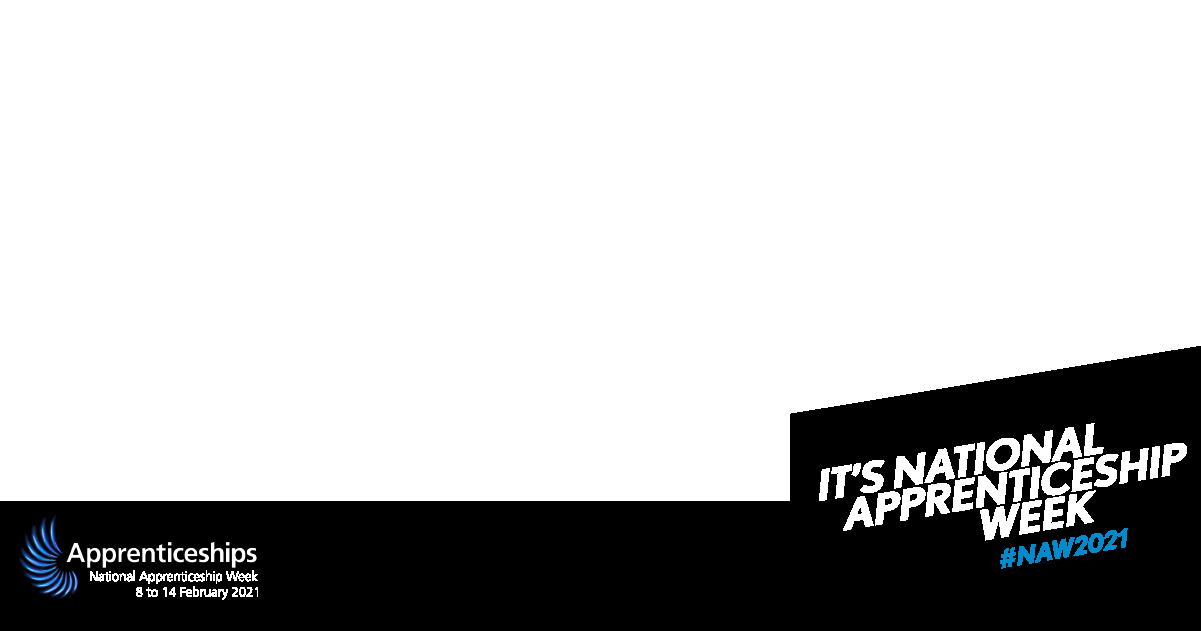 IT'S NATIONAL
APPRENTICESHIP
WEEK
#NAW2021
Apprenticeships
National Apprenticeship Week
8 to 14 February 2021